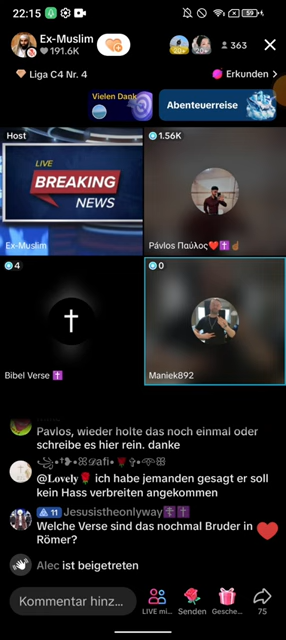 22:15
59
Ex-Muslim
191.6K
20+
20+
363
Liga C4 Nr. 4
Erkunden >
Vielen Dank
Abenteuerreise
Host
LIVE
BREAKING
NEWS
Ex-Muslim
1.56K
Pávlos Παύλος❤️✝️☝🏾
4
Bibel Verse ✝️
0
Maniek892
Pavlos, wieder holte das noch einmal oder
schreibe es hier rein. danke
@𝐋𝐨𝐯𝐞𝐥𝐲🌹 ich habe jemanden gesagt er soll
kein Hass verbreiten angekommen
11 Jesusistheonlyway✝️✝️
Welche Verse sind das nochmal Bruder in
Römer?
Alec ist beigetreten
Kommentar hinz...
LIVE mi...
Senden
Gesche...
75